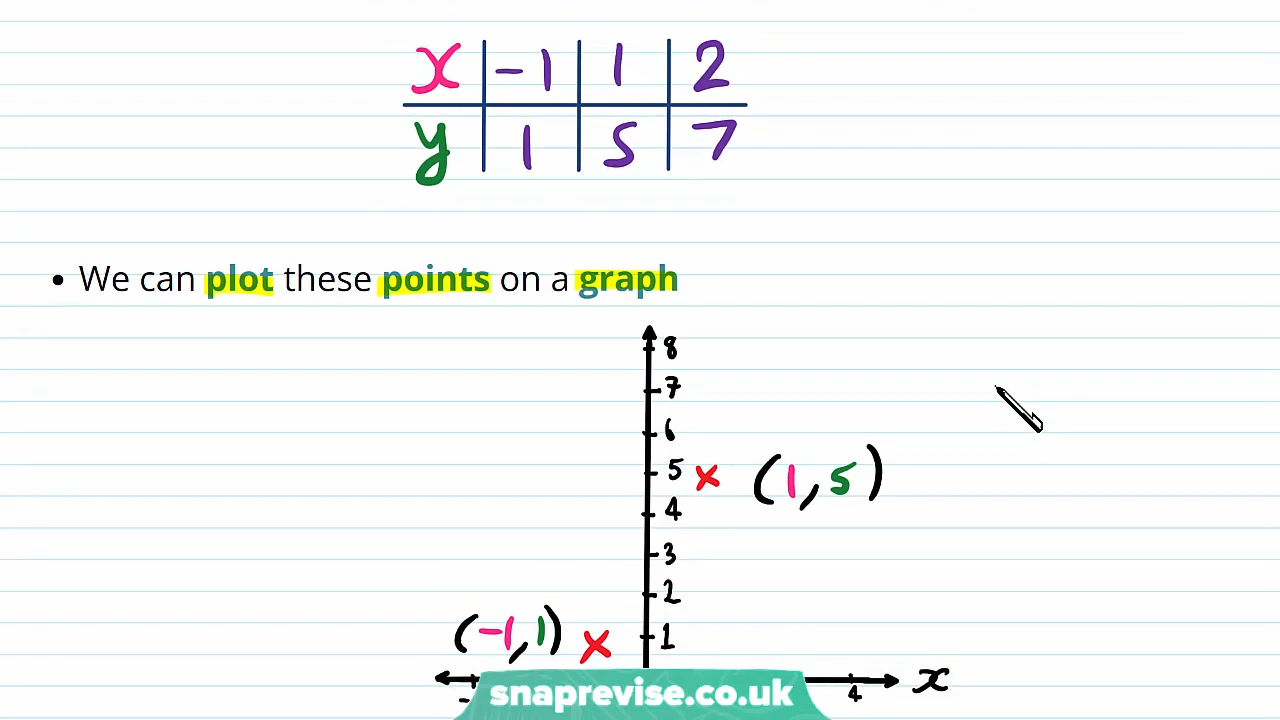 x -1 1 2
y 1 5 7
• We can plot these points on a graph
8
7
6
5 × (1, 5)
4
3
2
(-1, 1) × 1
4 x
snaprevise.co.uk